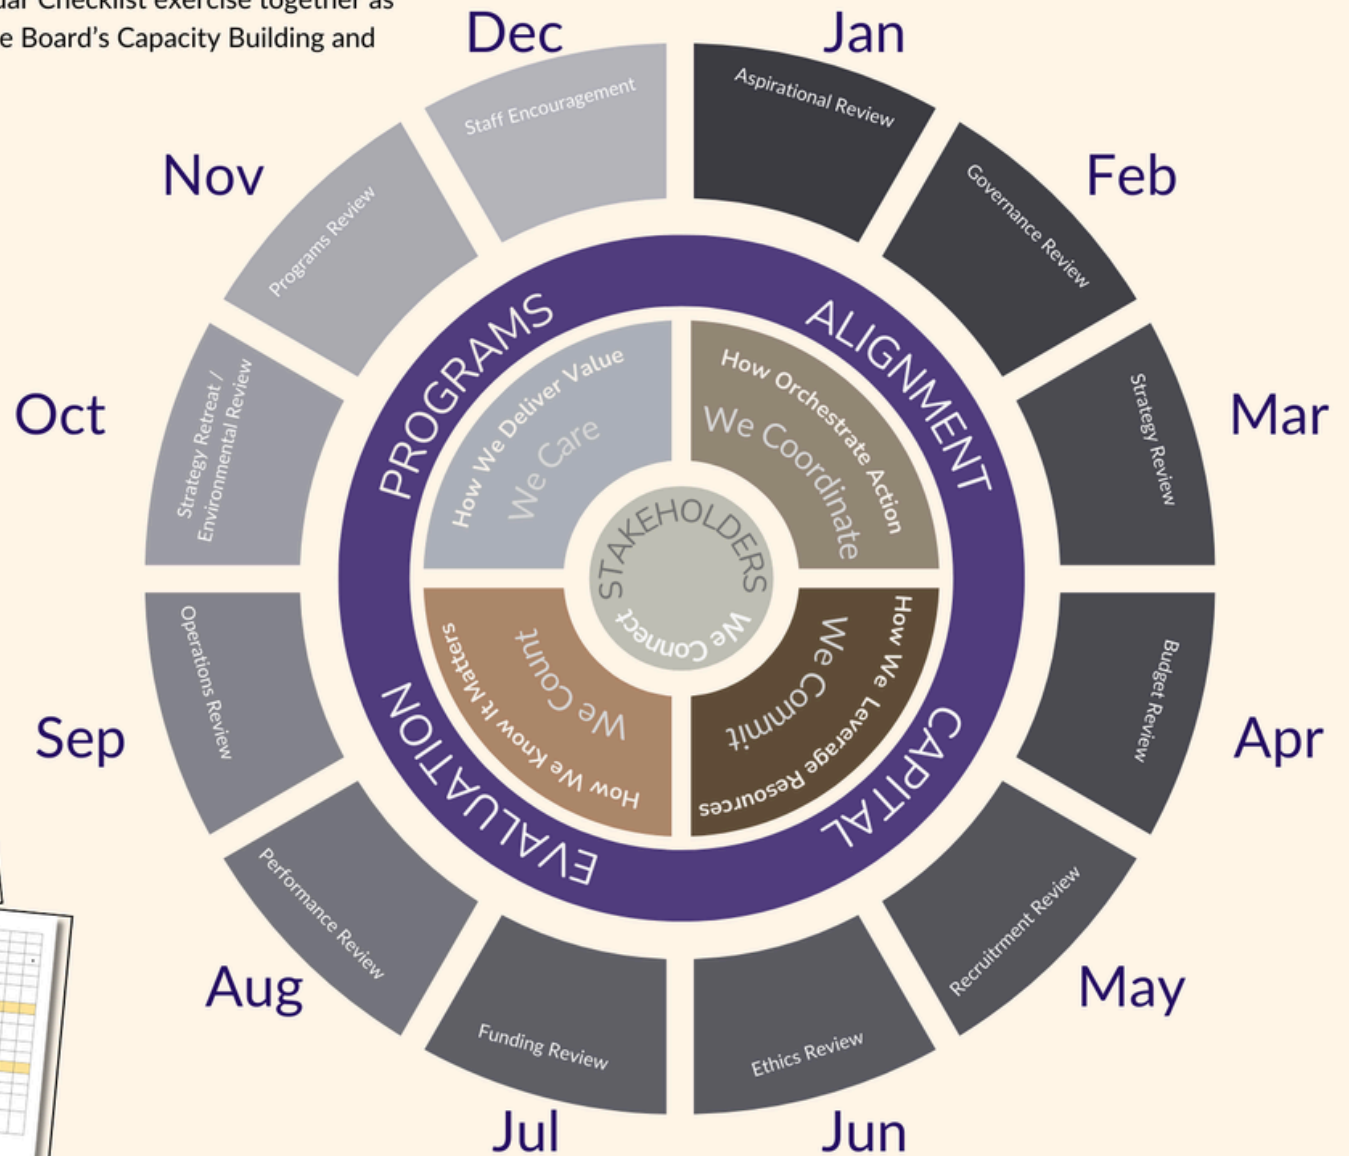 dar Checklist exercise together as
e Board's Capacity Building and
Dec
Jan
Staff Encouragement
Aspirational Review
Nov
Feb
Programs Review
Governance Review
PROGRAMS
ALIGNMENT
How We Deliver Value
We Care
How Orchestrate Action
We Coordinate
Oct
Mar
Strategy Retreat /
Environmental Review
Strategy Review
STAKEHOLDERS
We Connect
Sep
Apr
Operations Review
Budget Review
We Count
How We Know It Matters
We Commit
How We Leverage Resources
EVALUATION
CAPITAL
Aug
May
Performance Review
Recruitrment Review
Funding Review
Ethics Review
Jul
Jun